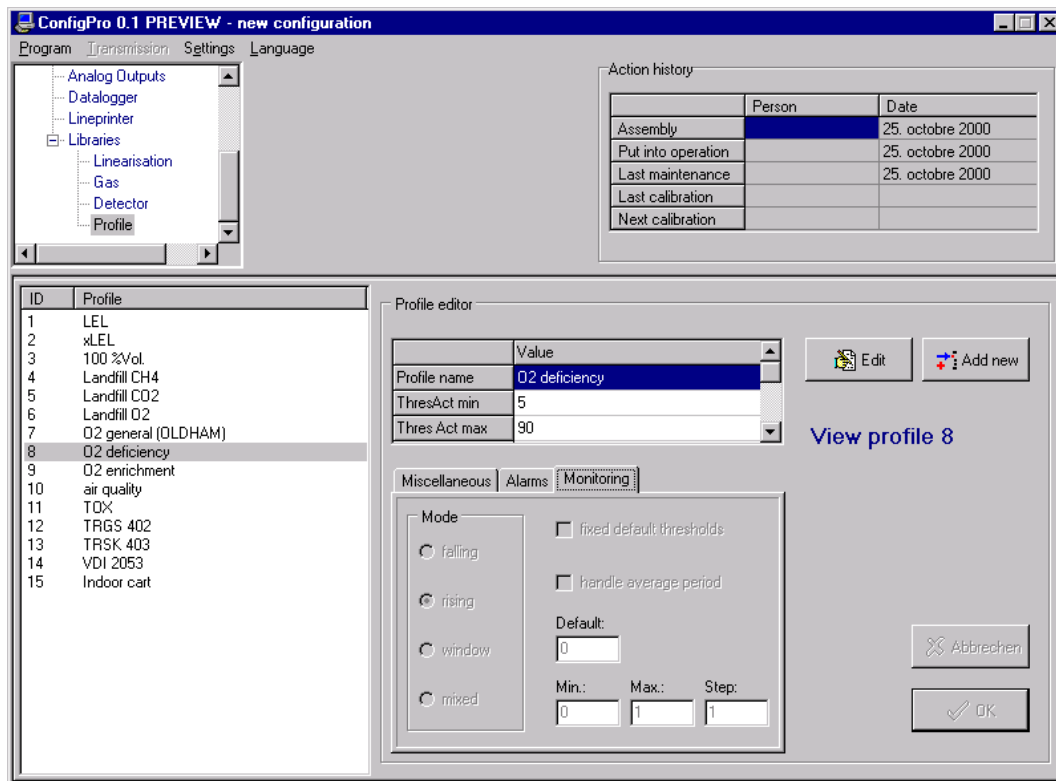 ConfigPro 0.1 PREVIEW - new configuration
Program Transmission Settings Language
Analog Outputs
Datalogger
Lineprinter
Libraries
Linearisation
Gas
Detector
Profile
Action history
Person Date
Assembly 25. octobre 2000
Put into operation 25. octobre 2000
Last maintenance 25. octobre 2000
Last calibration
Next calibration
ID Profile
1 LEL
2 xLEL
3 100 %Vol.
4 Landfill CH4
5 Landfill CO2
6 Landfill O2
7 O2 general (OLDHAM)
8 O2 deficiency
9 O2 enrichment
10 air quality
11 TOX
12 TRGS 402
13 TRSK 403
14 VDI 2053
15 Indoor cart
Profile editor
Value
Profile name O2 deficiency
ThresAct min 5
Thres Act max 90
Edit
Add new
View profile 8
Miscellaneous Alarms Monitoring
Mode
falling
rising
window
mixed
fixed default thresholds
handle average period
Default:
0
Min.: Max.: Step:
0 1 1
Abbrechen
OK